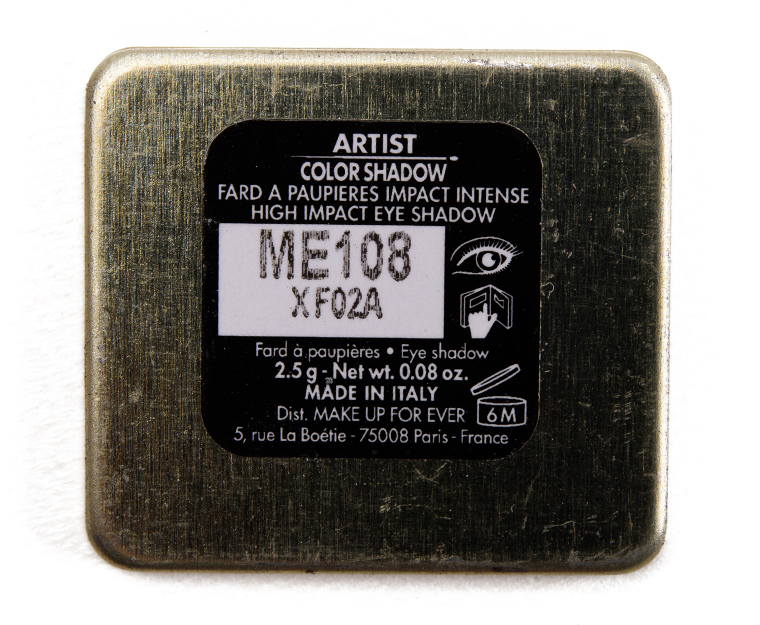 ARTIST
COLOR SHADOW
FARD A PAUPIERES IMPACT INTENSE
HIGH IMPACT EYE SHADOW
ME108
XF02A
Fard à paupières • Eye shadow
2.5 g - Net wt. 0.08 oz.
MADE IN ITALY
Dist. MAKE UP FOR EVER
6M
5, rue La Boétie - 75008 Paris - France